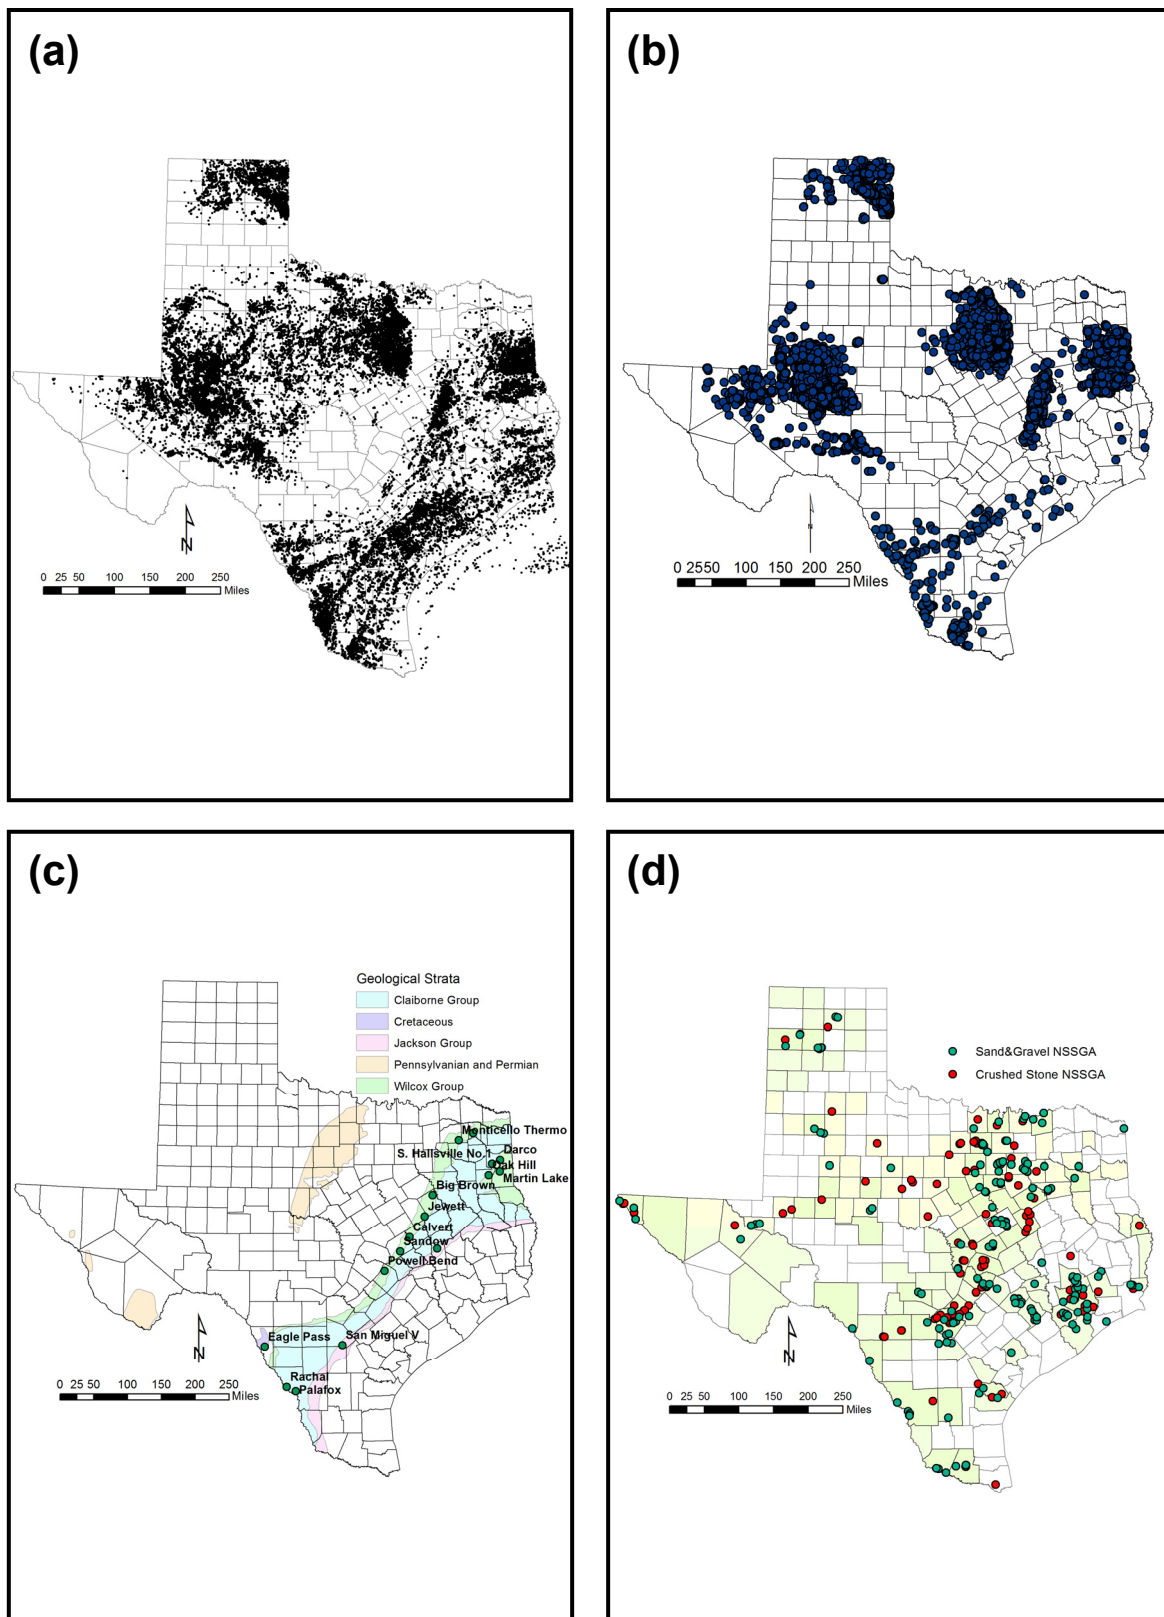 (a)
N
0 25 50 100 150 200 250
Miles
(b)
N
0 2550 100 150 200 250
Miles
(c)
Geological Strata
Claiborne Group
Cretaceous
Jackson Group
Pennsylvanian and Permian
Wilcox Group
Monticello Thermo
Darco
S. Hallsville No.1
Oak Hill
Martin Lake
Big Brown
Jewett
Calvert
Sandow
Powell Bend
Eagle Pass
San Miguel V
Rachal
Palafox
N
0 25 50 100 150 200 250
Miles
(d)
Sand&Gravel NSSGA
Crushed Stone NSSGA
N
0 25 50 100 150 200 250
Miles